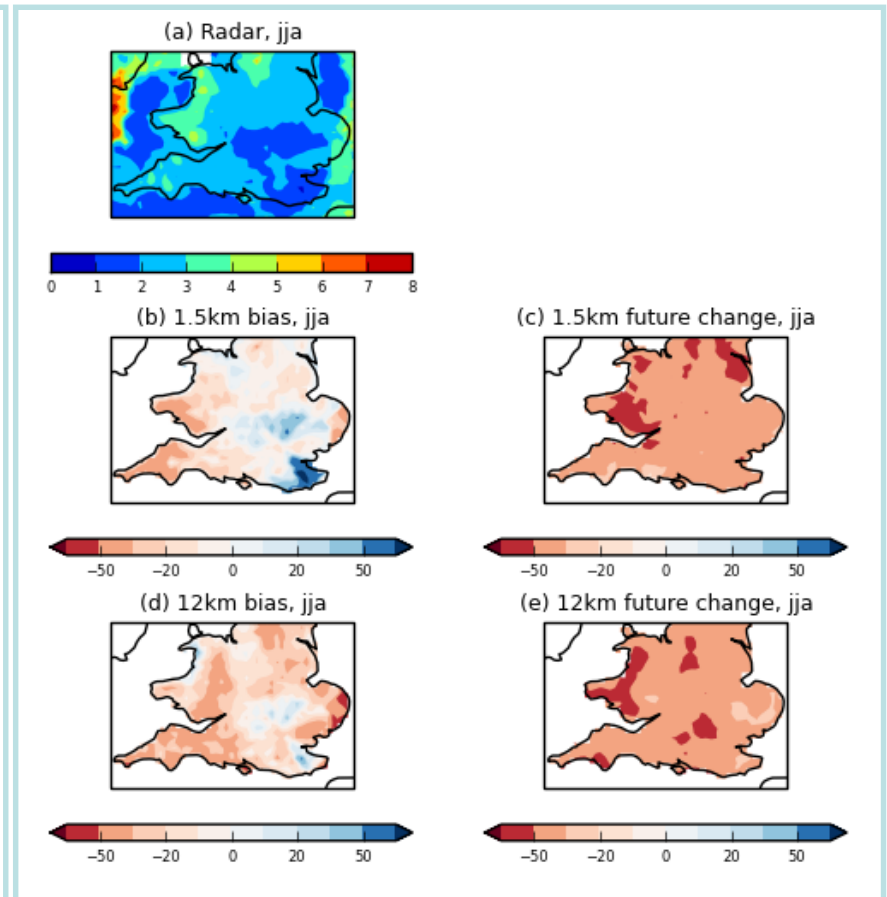 (a) Radar, jja
0 1 2 3 4 5 6 7 8
(b) 1.5km bias, jja
(c) 1.5km future change, jja
−50 −20 0 20 50
−50 −20 0 20 50
(d) 12km bias, jja
(e) 12km future change, jja
−50 −20 0 20 50
−50 −20 0 20 50